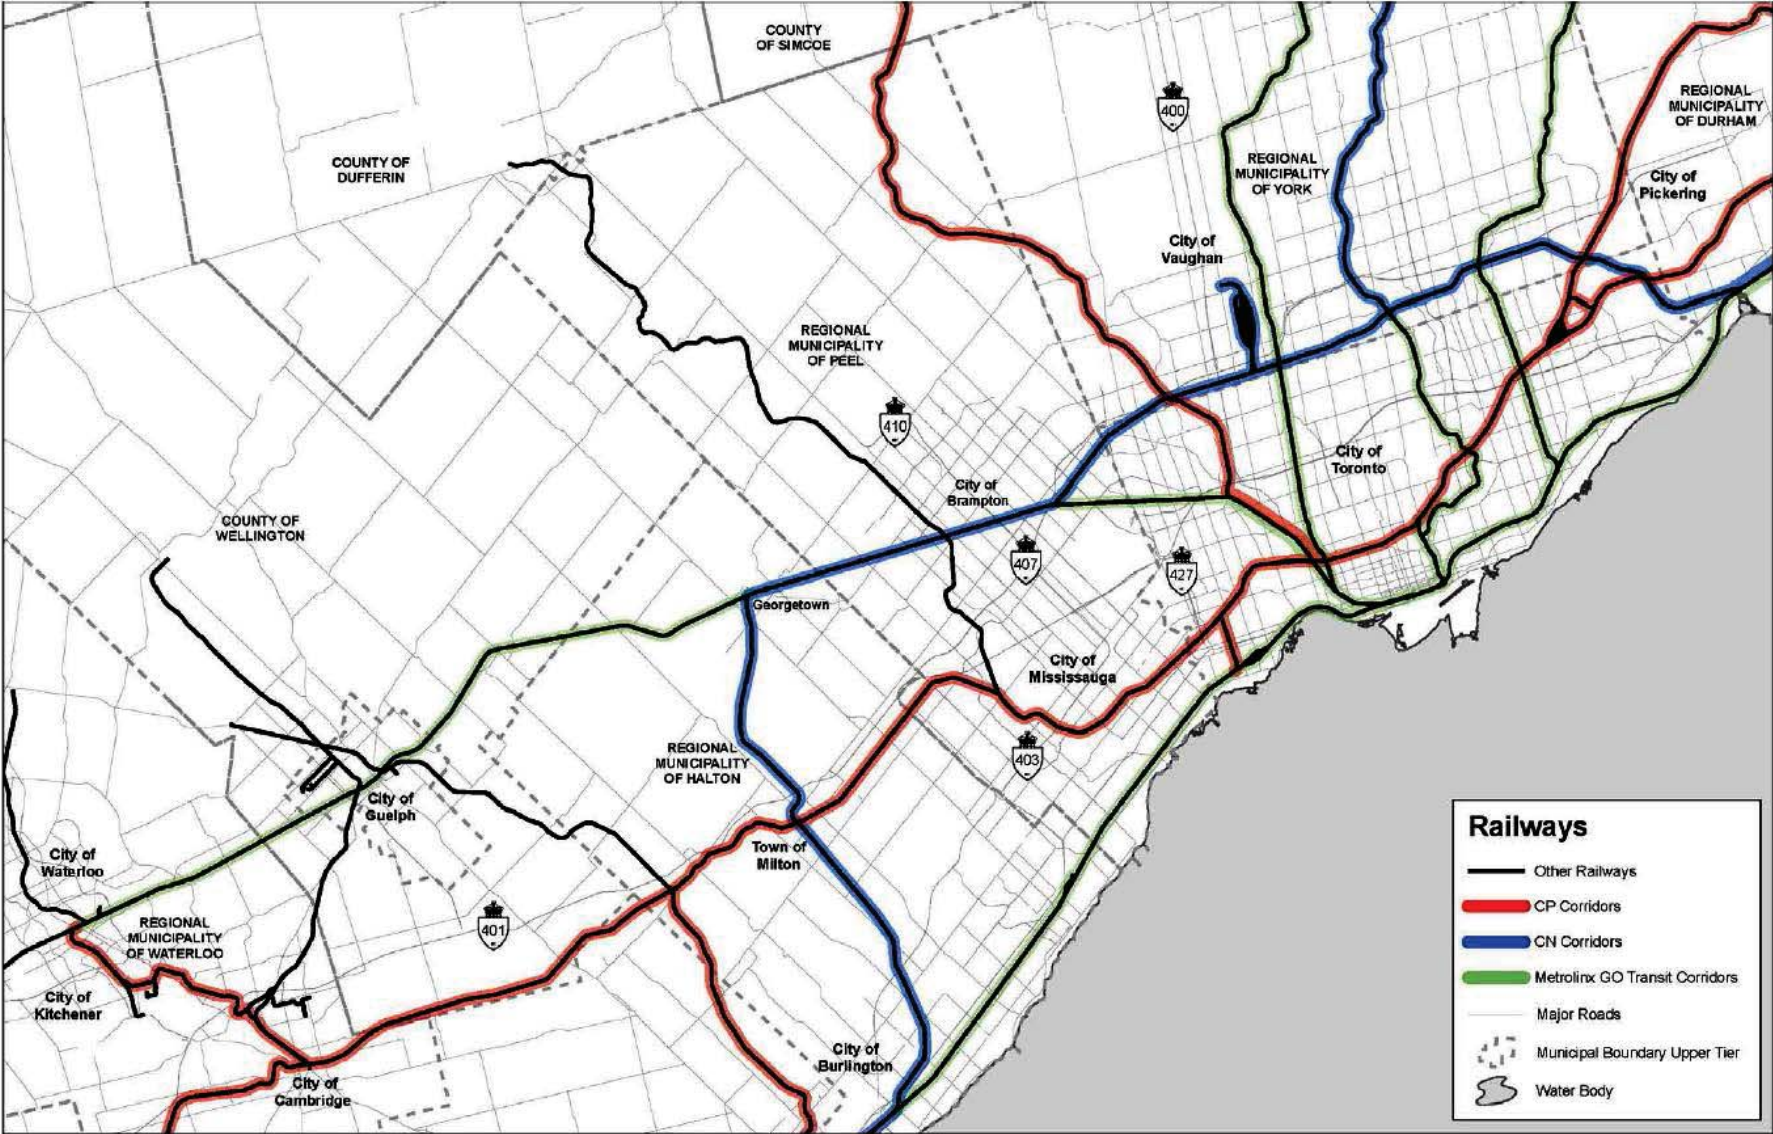 COUNTY
OF SIMCOE
400
REGIONAL
MUNICIPALITY
OF DURHAM
COUNTY OF
DUFFERIN
REGIONAL
MUNICIPALITY
OF YORK
City of
Pickering
City of
Vaughan
REGIONAL
MUNICIPALITY
OF PEEL
410
City of
Toronto
City of
Brampton
COUNTY OF
WELLINGTON
407
427
Georgetown
City of
Mississauga
REGIONAL
MUNICIPALITY
OF HALTON
403
City of
Guelph
City of
Waterloo
Town of
Milton
401
REGIONAL
MUNICIPALITY
OF WATERLOO
City of
Kitchener
City of
Burlington
City of
Cambridge
Railways
Other Railways
CP Corridors
CN Corridors
Metrolinx GO Transit Corridors
Major Roads
Municipal Boundary Upper Tier
Water Body